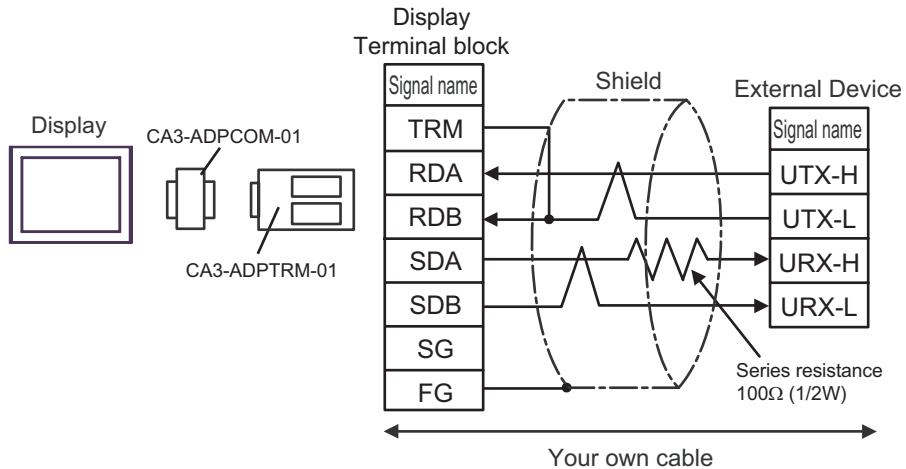 Display
Terminal block
Signal name
TRM
RDA
RDB
SDA
SDB
SG
FG
Shield
External Device
Signal name
UTX-H
UTX-L
URX-H
URX-L
Display
CA3-ADPCOM-01
CA3-ADPTRM-01
Series resistance
100Ω (1/2W)
Your own cable